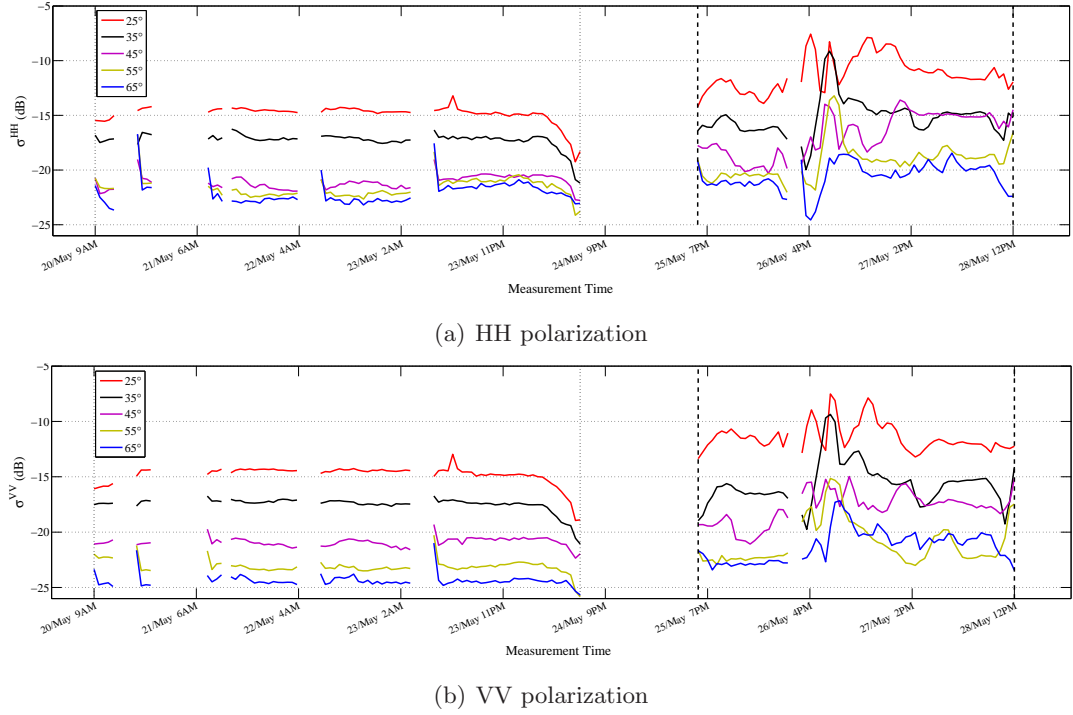 −5
−10
−15
−20
−25
σHH (dB)
25°
35°
45°
55°
65°
20/May 9AM
21/May 6AM
22/May 4AM
23/May 2AM
23/May 11PM
24/May 9PM
25/May 7PM
26/May 4PM
27/May 2PM
28/May 12PM
Measurement Time
(a) HH polarization
−5
−10
−15
−20
−25
σVV (dB)
25°
35°
45°
55°
65°
20/May 9AM
21/May 6AM
22/May 4AM
23/May 2AM
23/May 11PM
24/May 9PM
25/May 7PM
26/May 4PM
27/May 2PM
28/May 12PM
Measurement Time
(b) VV polarization